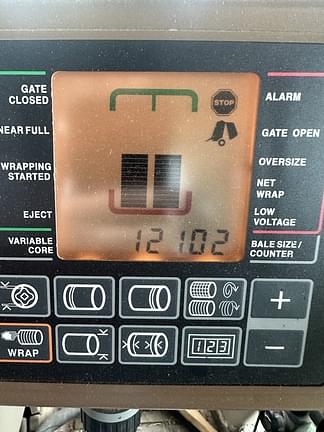 GATE
CLOSED
NEAR FULL
WRAPPING
STARTED
EJECT
VARIABLE
CORE
STOP
12102
ALARM
GATE OPEN
OVERSIZE
NET
WRAP
LOW
VOLTAGE
BALE SIZE/
COUNTER
+
WRAP
123
−